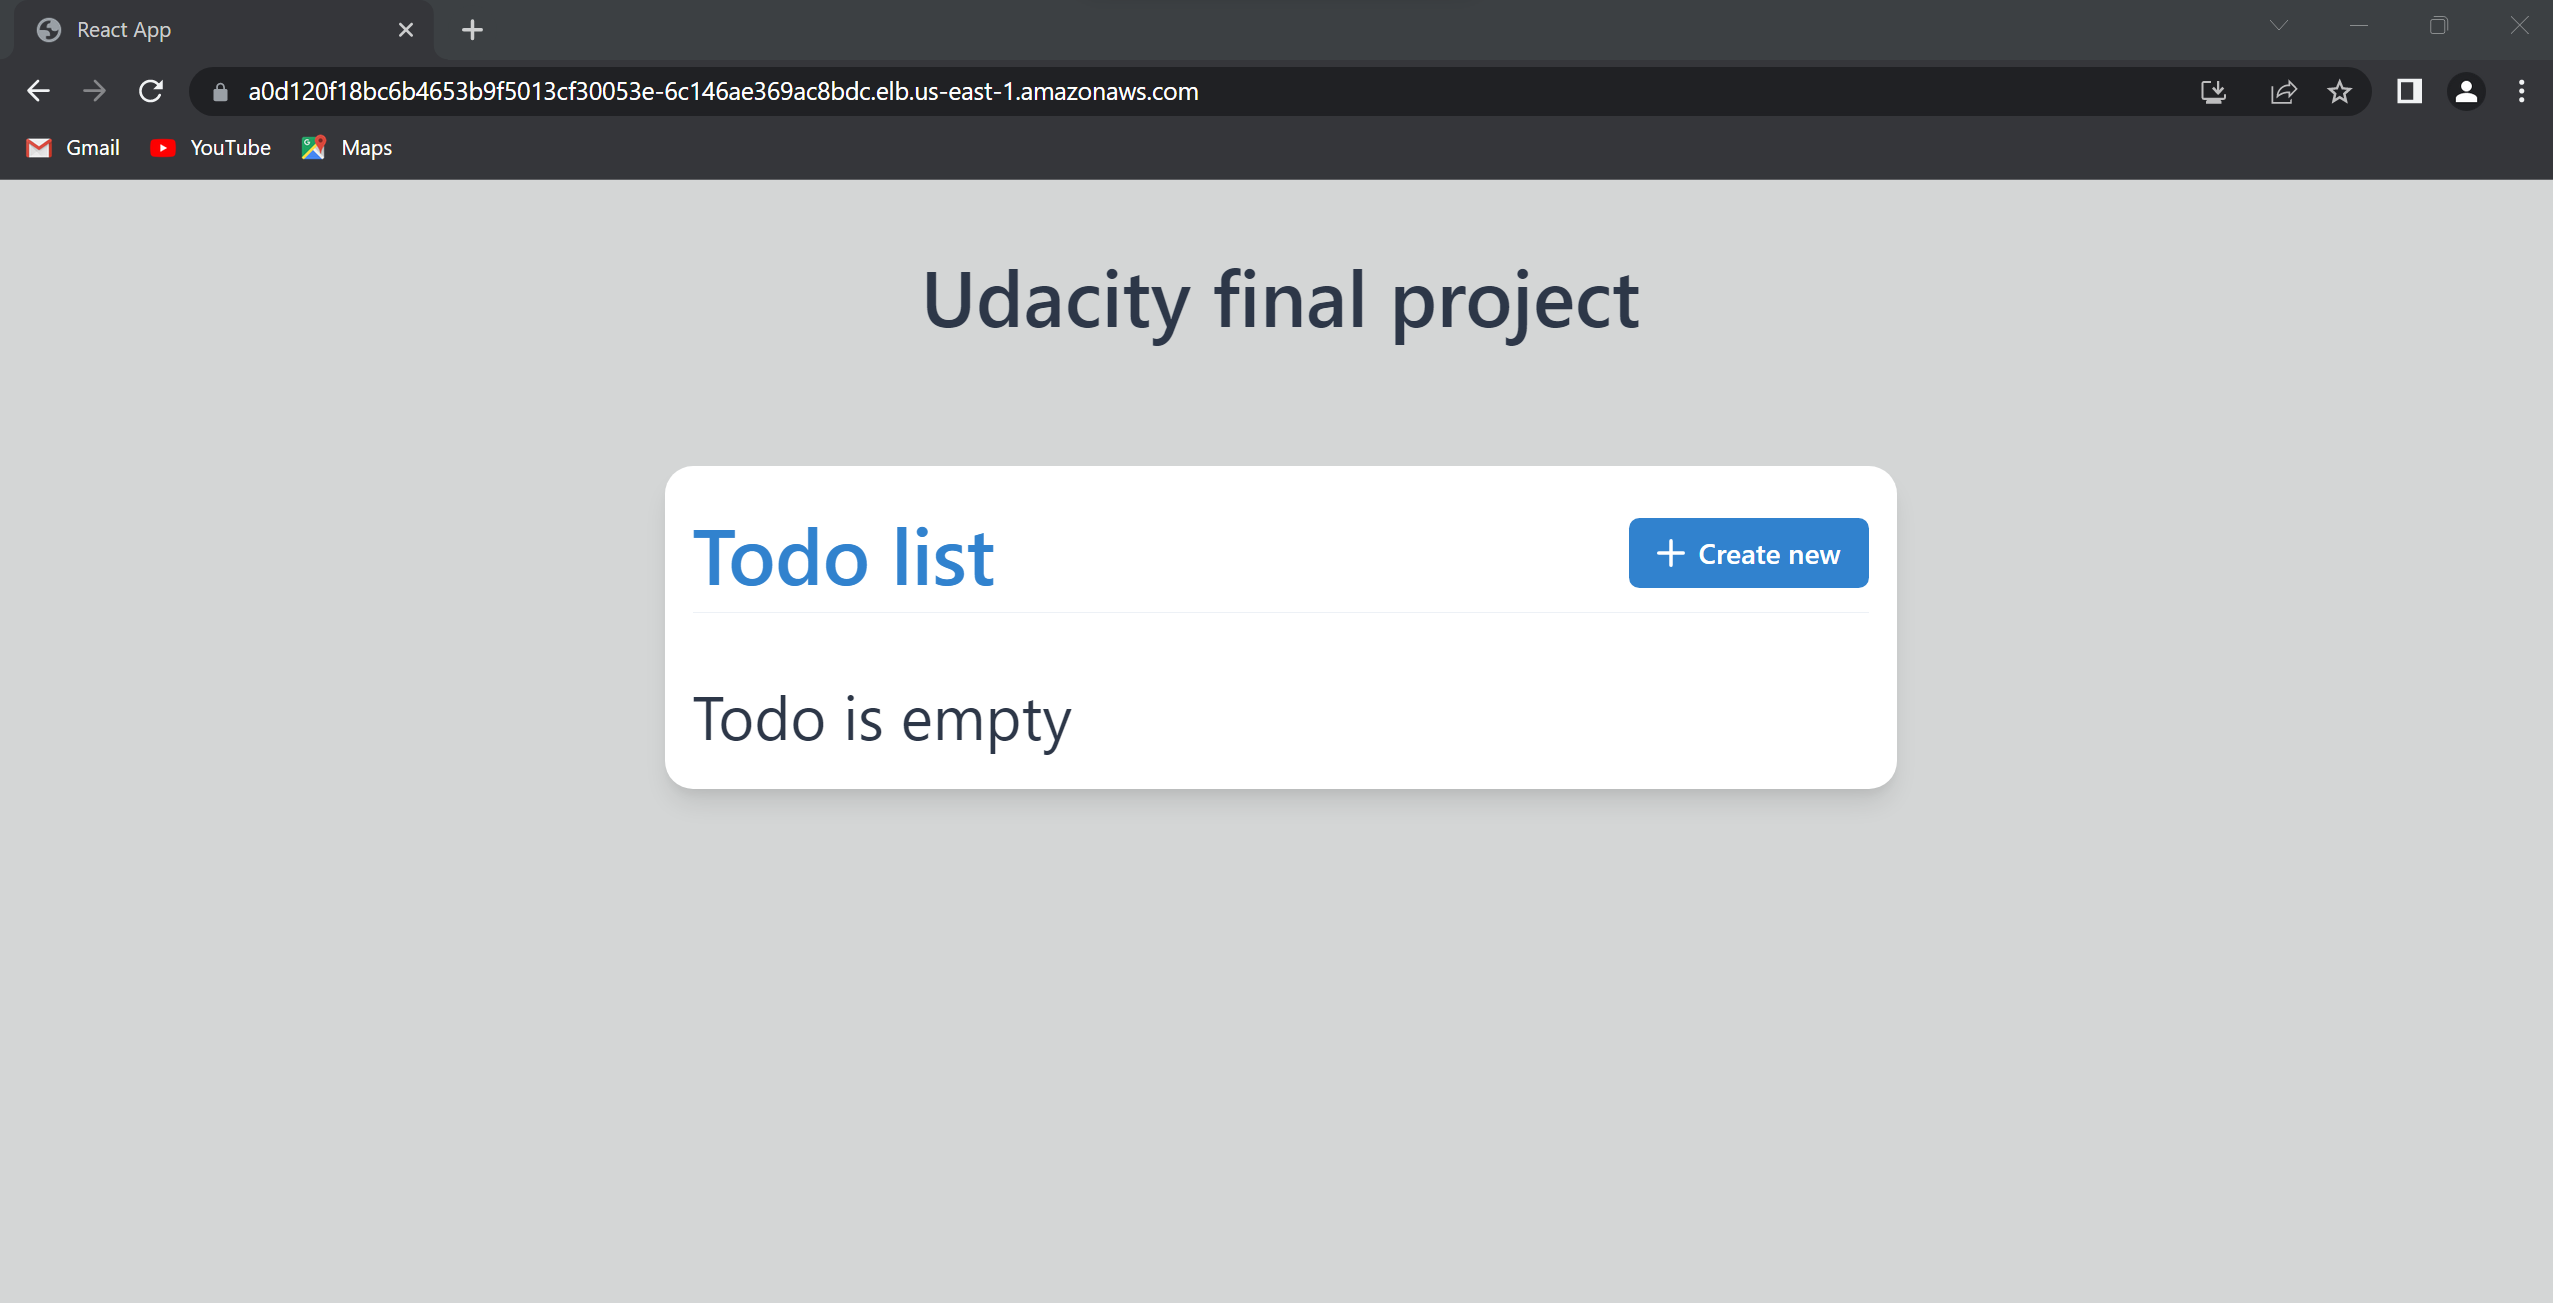 React App
a0d120f18bc6b4653b9f5013cf30053e-6c146ae369ac8bdc.elb.us-east-1.amazonaws.com
Gmail YouTube Maps
Udacity final project
Todo list
Create new
Todo is empty